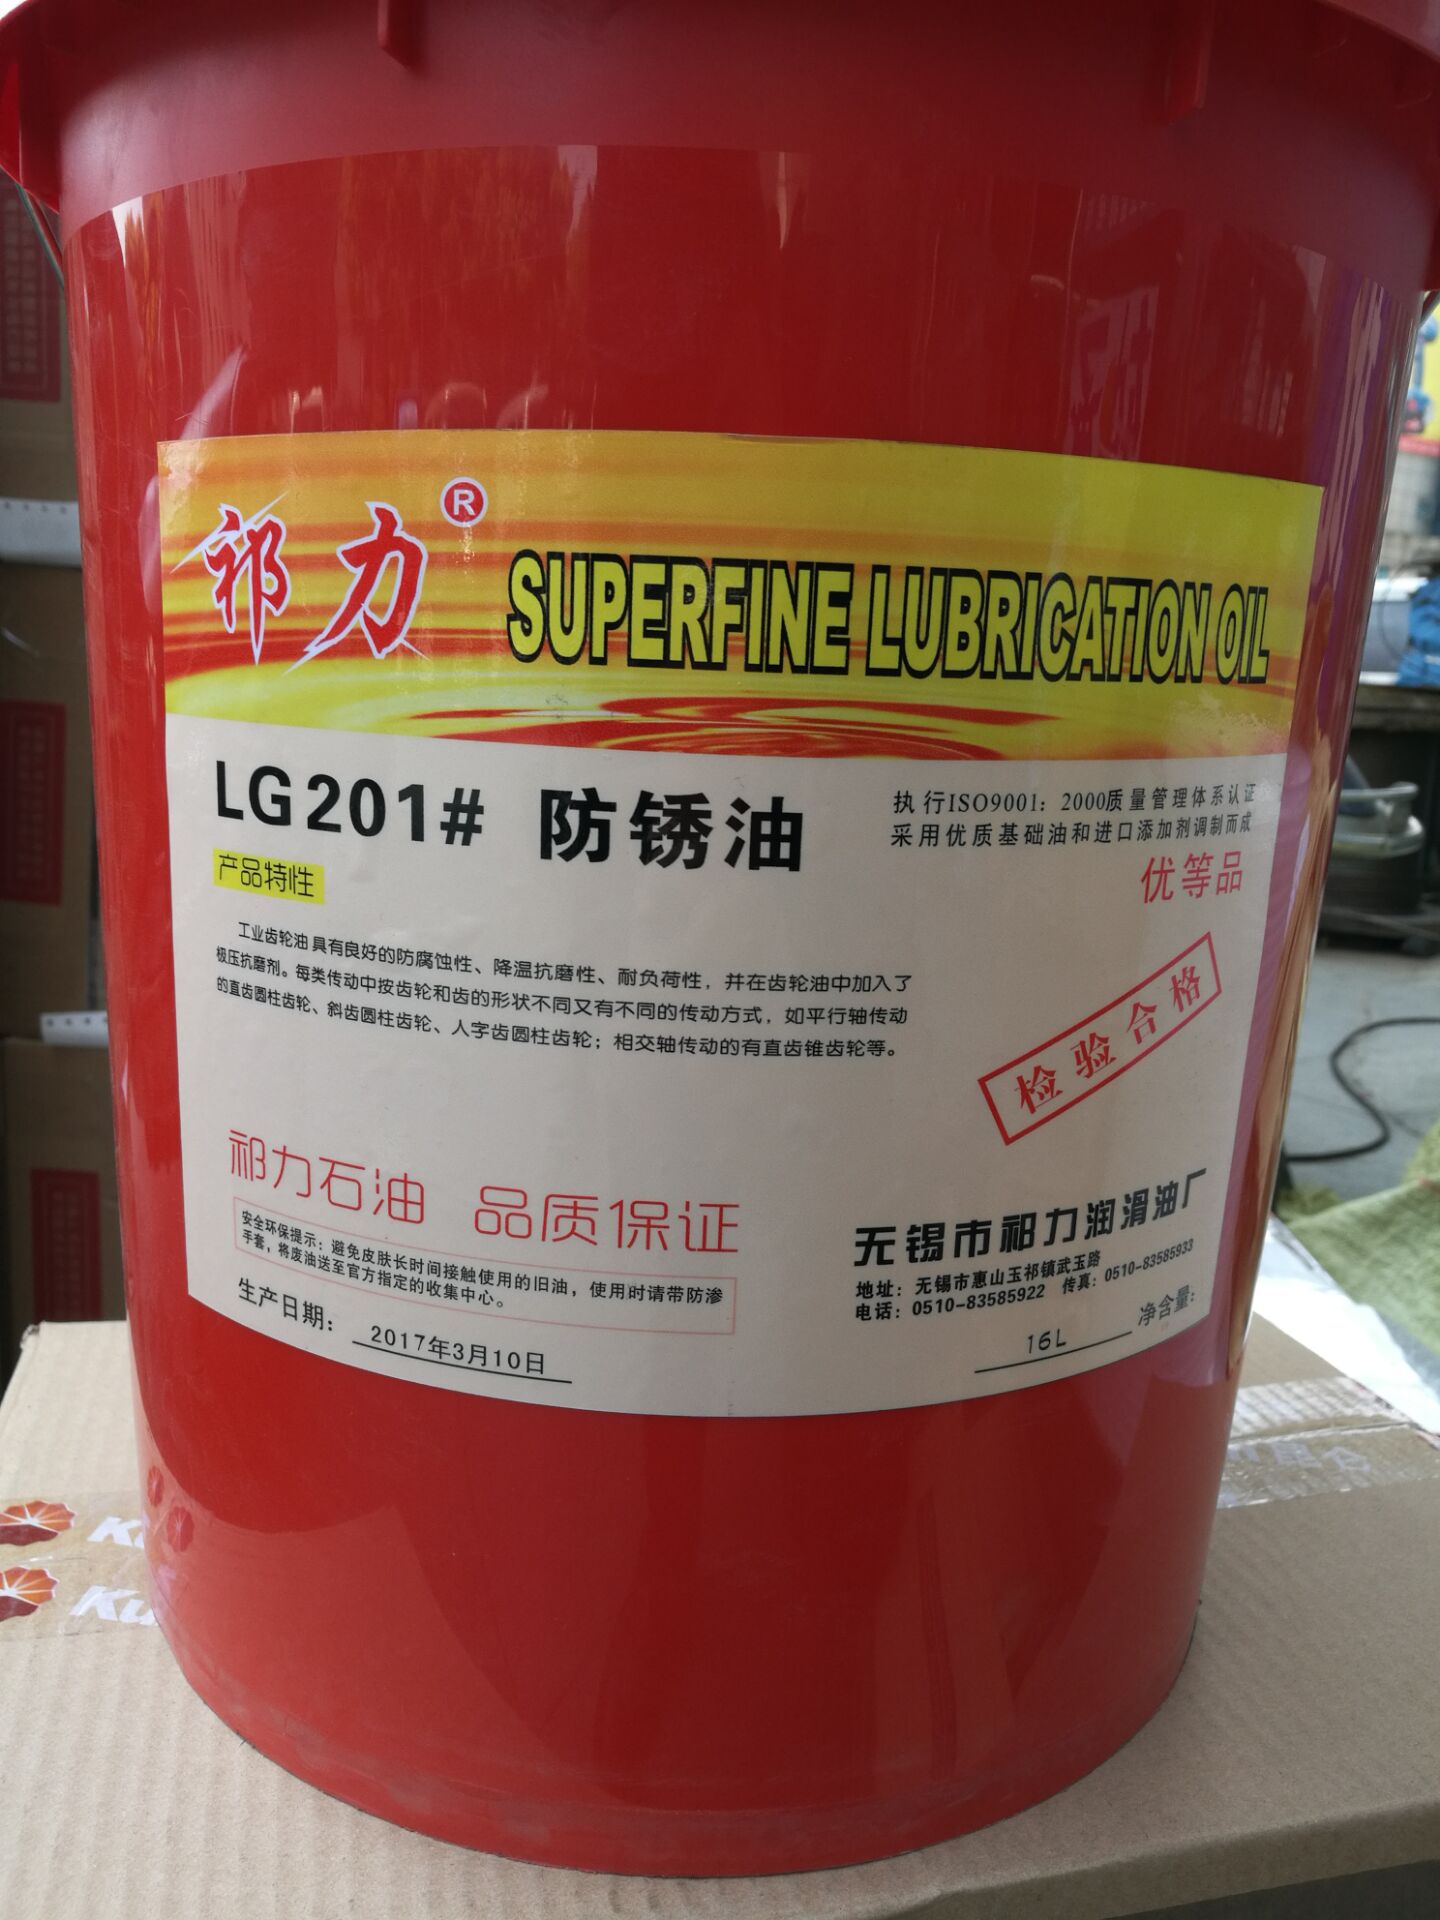 祁力®
SUPERFINE LUBRICATION OIL
LG201# 防锈油
执行ISO9001：2000质量管理体系认证
采用优质基础油和进口添加剂调制而成
优等品
产品特性
工业齿轮油具有良好的防腐蚀性、降温抗磨性、耐负荷性，并在齿轮油中加入了
极压抗磨剂。每类传动中按齿轮和齿的形状不同又有不同的传动方式，如平行轴传动
的直齿圆柱齿轮、斜齿圆柱齿轮、人字齿圆柱齿轮；相交轴传动的有直齿锥齿轮等。
检验合格
祁力石油 品质保证
安全环保提示：避免皮肤长时间接触使用的旧油，使用时请带防渗
手套，将废油送至官方指定的收集中心。
生产日期：2017年3月10日
无锡市祁力润滑油厂
地址：无锡市惠山玉祁镇武玉路
电话：0510-83585922 传真：0510-83585933
16L 净含量：
Ku
Ku